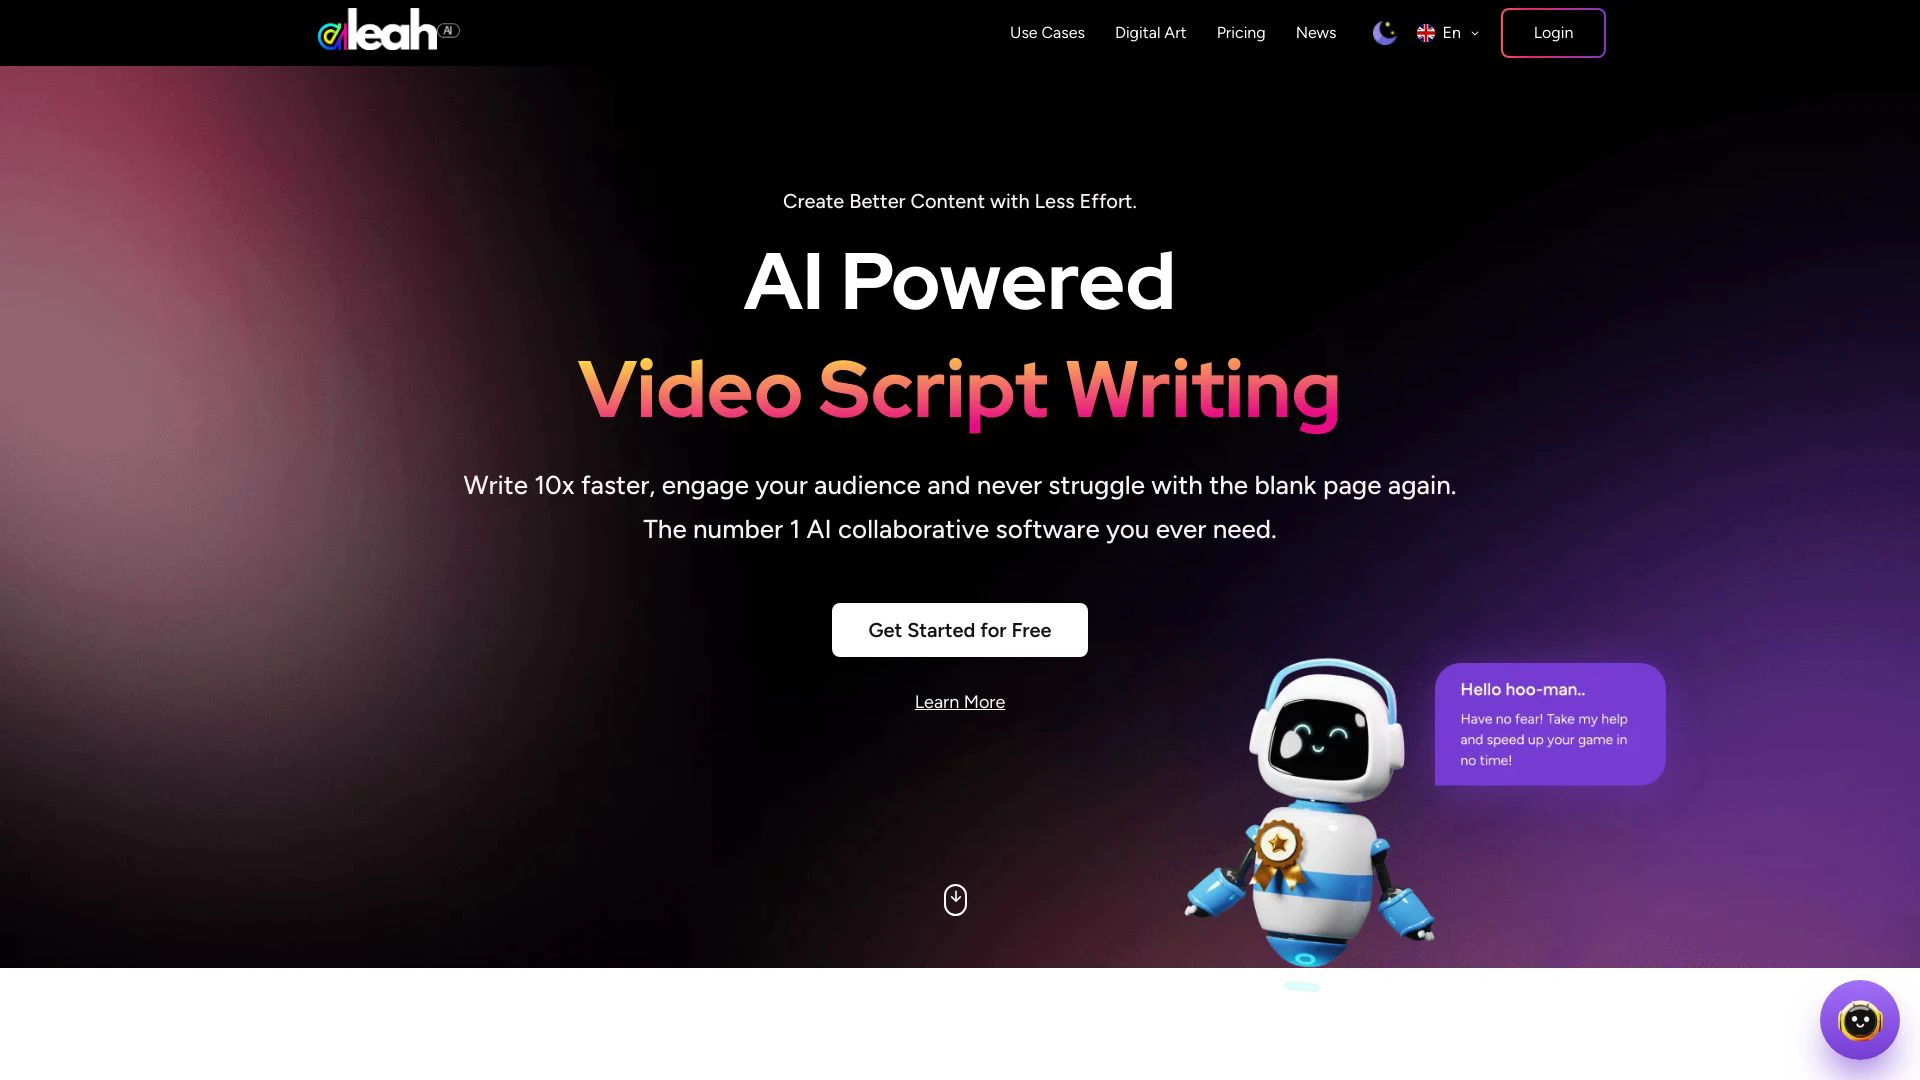 aleah AI
Use Cases
Digital Art
Pricing
News
En
Login
Create Better Content with Less Effort.
AI Powered
Video Script Writing
Write 10x faster, engage your audience and never struggle with the blank page again.
The number 1 AI collaborative software you ever need.
Get Started for Free
Learn More
Hello hoo-man..
Have no fear! Take my help
and speed up your game in
no time!